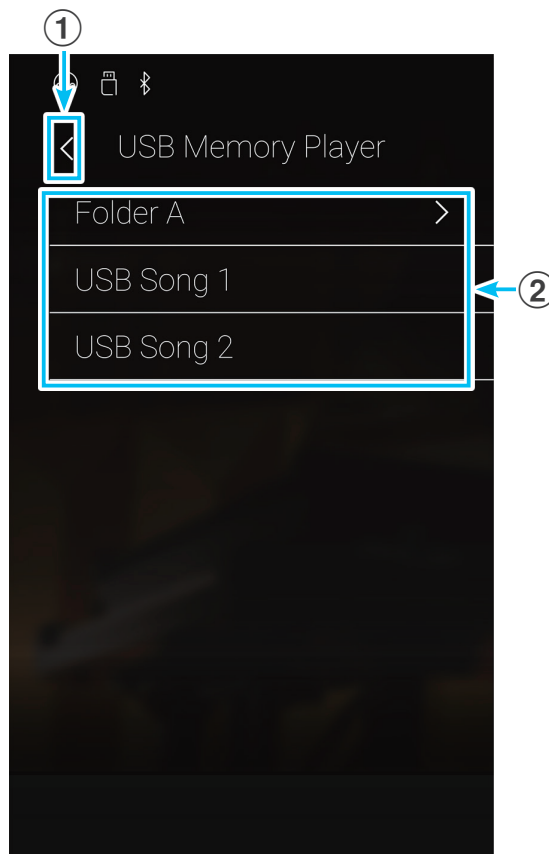 1
USB Memory Player
Folder A
USB Song 1
2
USB Song 2